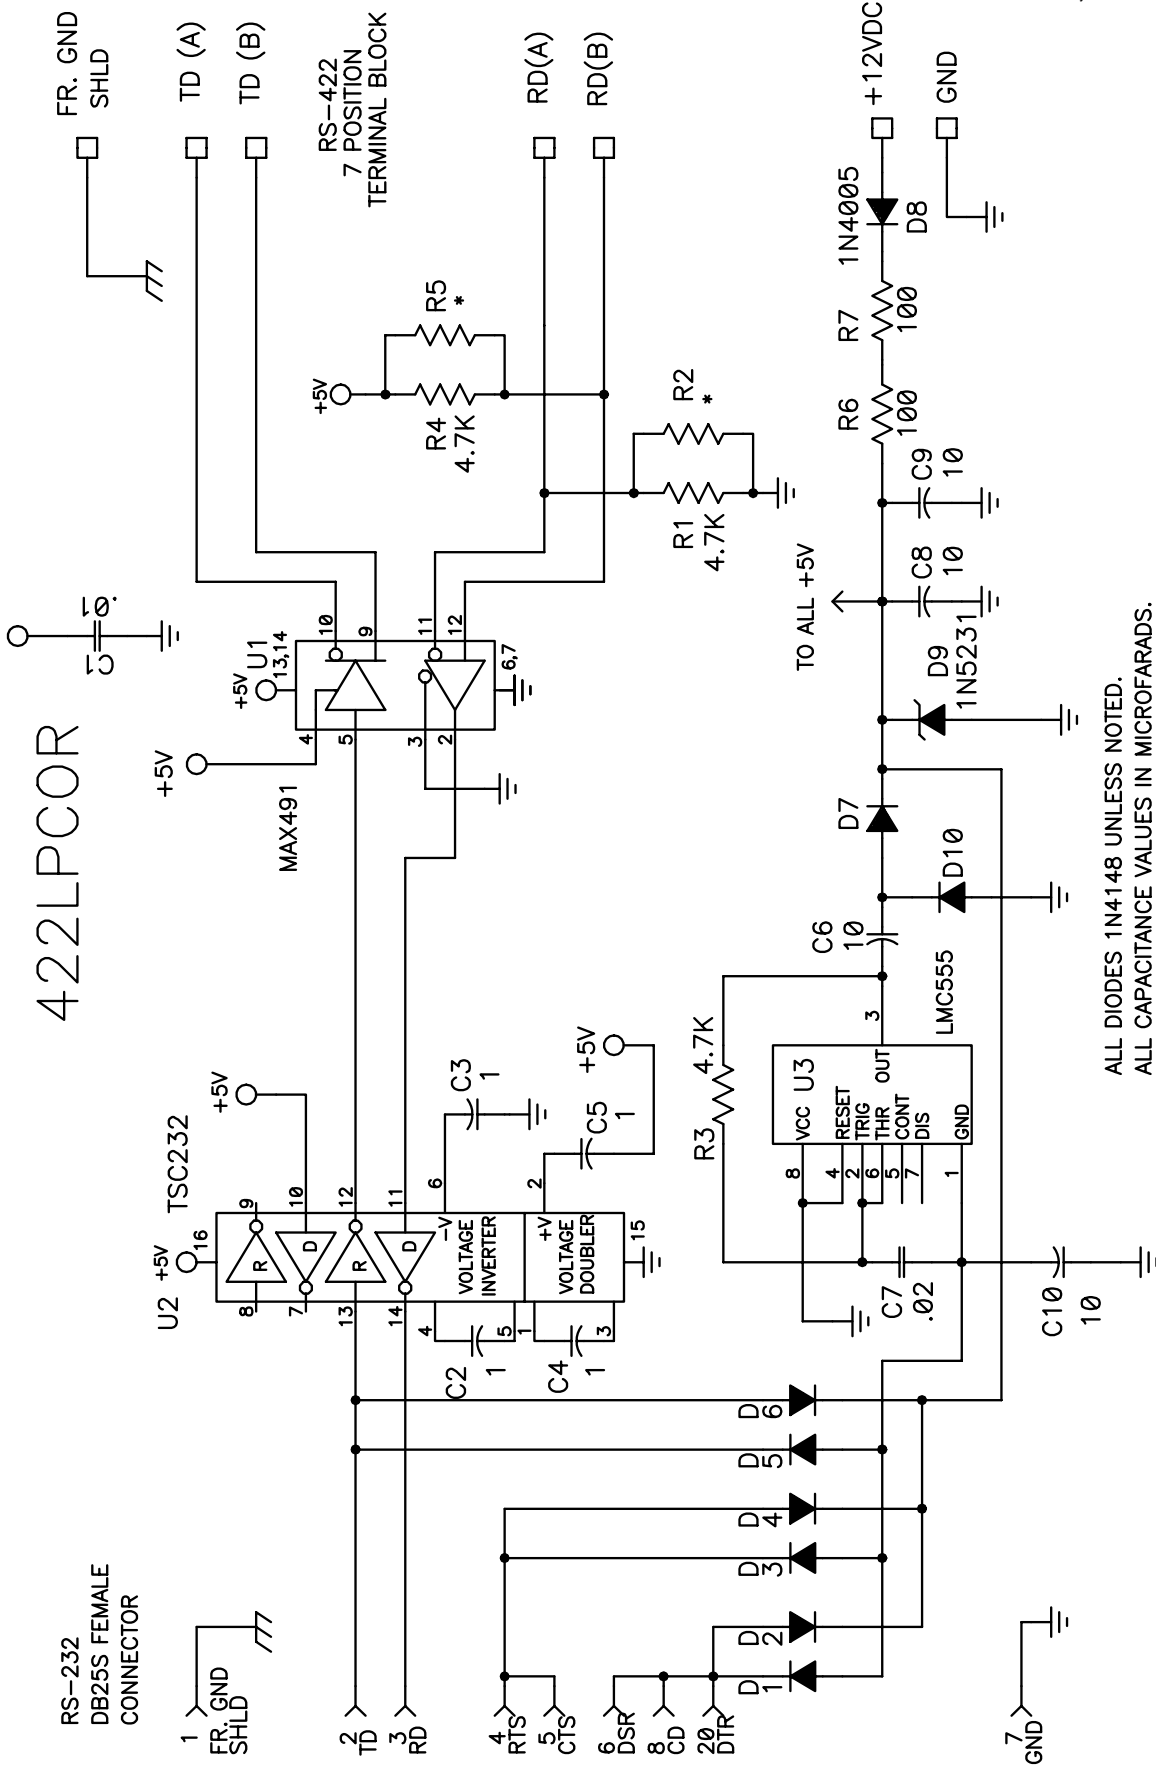 422LPCOR
RS-232
DB25S FEMALE
CONNECTOR
1
FR. GND
SHLD
2
TD
3
RD
4
RTS
5
CTS
6
DSR
8
CD
20
DTR
7
GND
D
1
D
2
D
3
D
4
D
5
D
6
U2
+5V
16
TSC232
+5V
8
9
R
7
10
D
13
12
R
14
11
D
4
-V
6
VOLTAGE
INVERTER
5
C2
1
C3
1
1
+V
2
VOLTAGE
DOUBLER
3
C4
1
C5
1
+5V
15
C1
.01
+5V
MAX491
+5V
U1
13,14
4
5
3
2
10
9
11
12
6,7
FR. GND
SHLD
TD (A)
TD (B)
RS-422
7 POSITION
TERMINAL BLOCK
RD(A)
RD(B)
+5V
R4
4.7K
R5
*
R1
4.7K
R2
*
R3
4.7K
U3
8
VCC
4
RESET
2
TRIG
6
THR
OUT
3
5
CONT
7
DIS
1
GND
LMC555
C7
.02
C10
10
C6
10
D7
D10
D9
1N5231
TO ALL +5V
C8
10
C9
10
R6
100
R7
100
1N4005
D8
+12VDC
GND
ALL DIODES 1N4148 UNLESS NOTED.
ALL CAPACITANCE VALUES IN MICROFARADS.